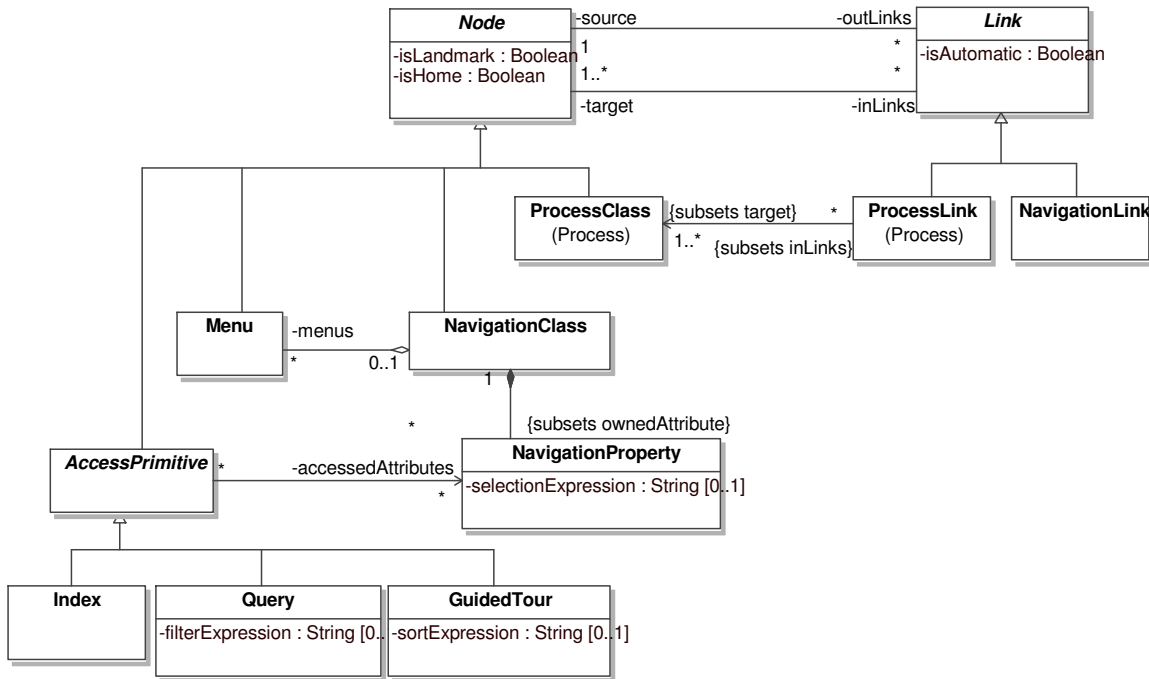 Node
-isLandmark : Boolean
-isHome : Boolean
-source
-outLinks
1
*
1..*
*
-target
-inLinks
Link
-isAutomatic : Boolean
ProcessClass
(Process)
{subsets target}
*
1..*
{subsets inLinks}
ProcessLink
(Process)
NavigationLink
Menu
-menus
*
0..1
NavigationClass
1
*
{subsets ownedAttribute}
AccessPrimitive
*
-accessedAttributes
*
NavigationProperty
-selectionExpression : String [0..1]
Index
Query
-filterExpression : String [0..
GuidedTour
-sortExpression : String [0..1]